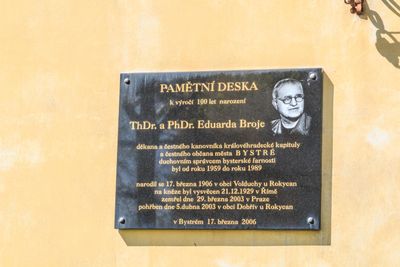 PAMĚTNÍ DESKA
k výročí 100 let narození
ThDr. a PhDr. Eduarda Broje
děkana a čestného kanovníka královéhradecké kapituly
a čestného občana města B Y S T R É
duchovním správcem bysterské farnosti
byl od roku 1959 do roku 1989
narodil se 17. března 1906 v obci Volduchy u Rokycan
na kněze byl vysvěcen 21.12.1929 v Římě
zemřel dne 29. března 2003 v Praze
pohřben dne 5.dubna 2003 v obci Dobřív u Rokycan
v Bystrém 17. března 2006